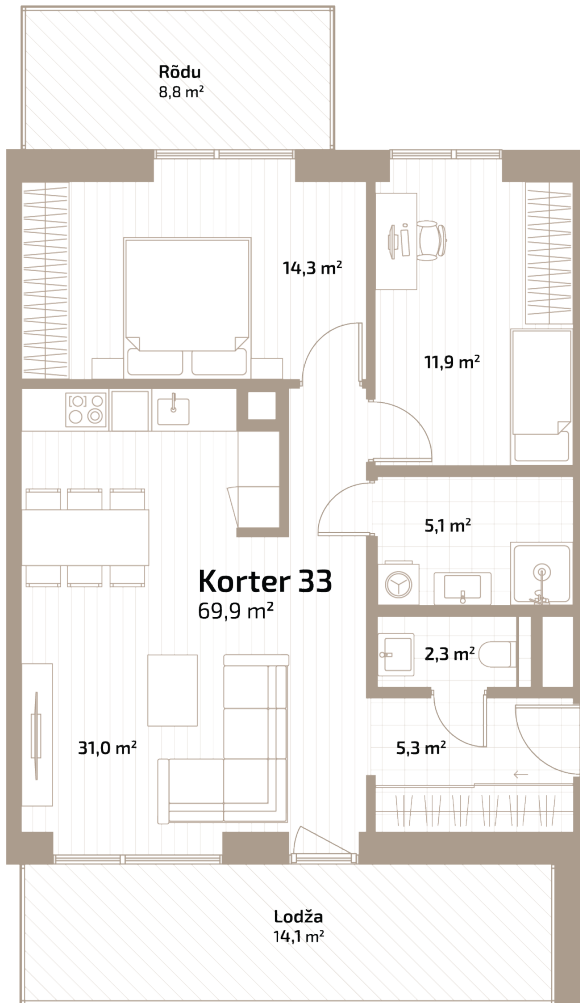 Rõdu
8,8 m²
14,3 m²
11,9 m²
5,1 m²
Korter 33
69,9 m²
2,3 m²
31,0 m²
5,3 m²
Lodža
14,1 m²